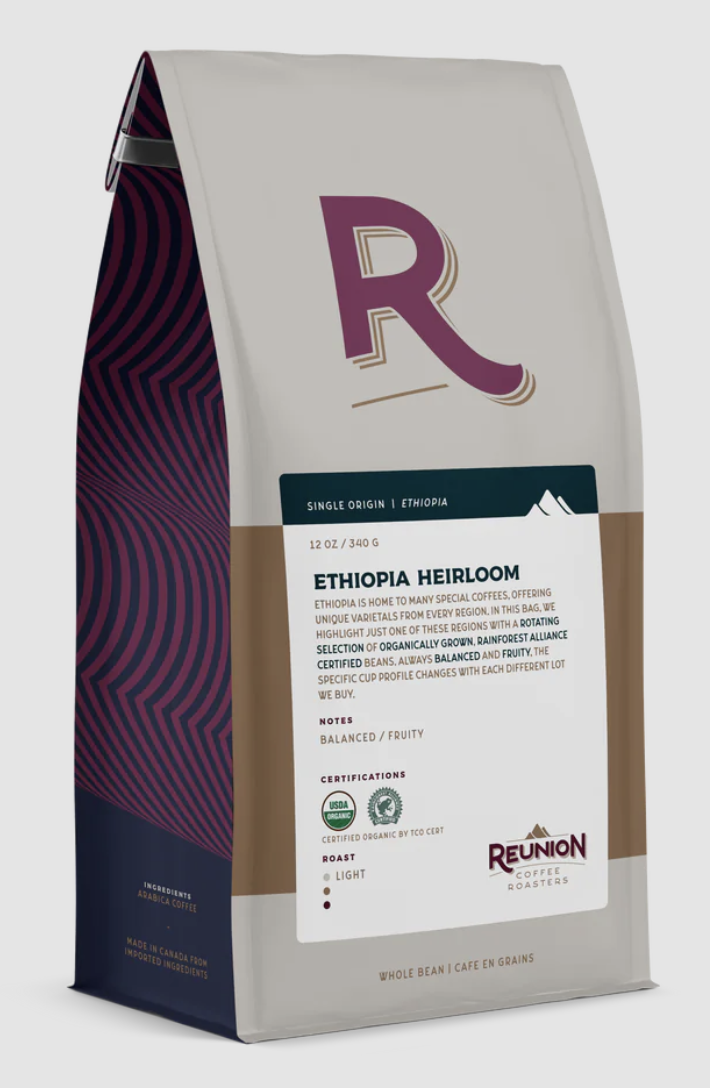 R
SINGLE ORIGIN | ETHIOPIA
12 OZ / 340 G
ETHIOPIA HEIRLOOM
ETHIOPIA IS HOME TO MANY SPECIAL COFFEES, OFFERING
UNIQUE VARIETALS FROM EVERY REGION. IN THIS BAG, WE
HIGHLIGHT JUST ONE OF THESE REGIONS WITH A ROTATING
SELECTION OF ORGANICALLY GROWN, RAINFOREST ALLIANCE
CERTIFIED BEANS. ALWAYS BALANCED AND FRUITY, THE
SPECIFIC CUP PROFILE CHANGES WITH EACH DIFFERENT LOT
WE BUY.
NOTES
BALANCED / FRUITY
CERTIFICATIONS
USDA
ORGANIC
CERTIFIED ORGANIC BY TCO CERT
ROAST
LIGHT
REUNION
COFFEE
ROASTERS
WHOLE BEAN | CAFE EN GRAINS
INGREDIENTS
ARABICA COFFEE
MADE IN CANADA FROM
IMPORTED INGREDIENTS